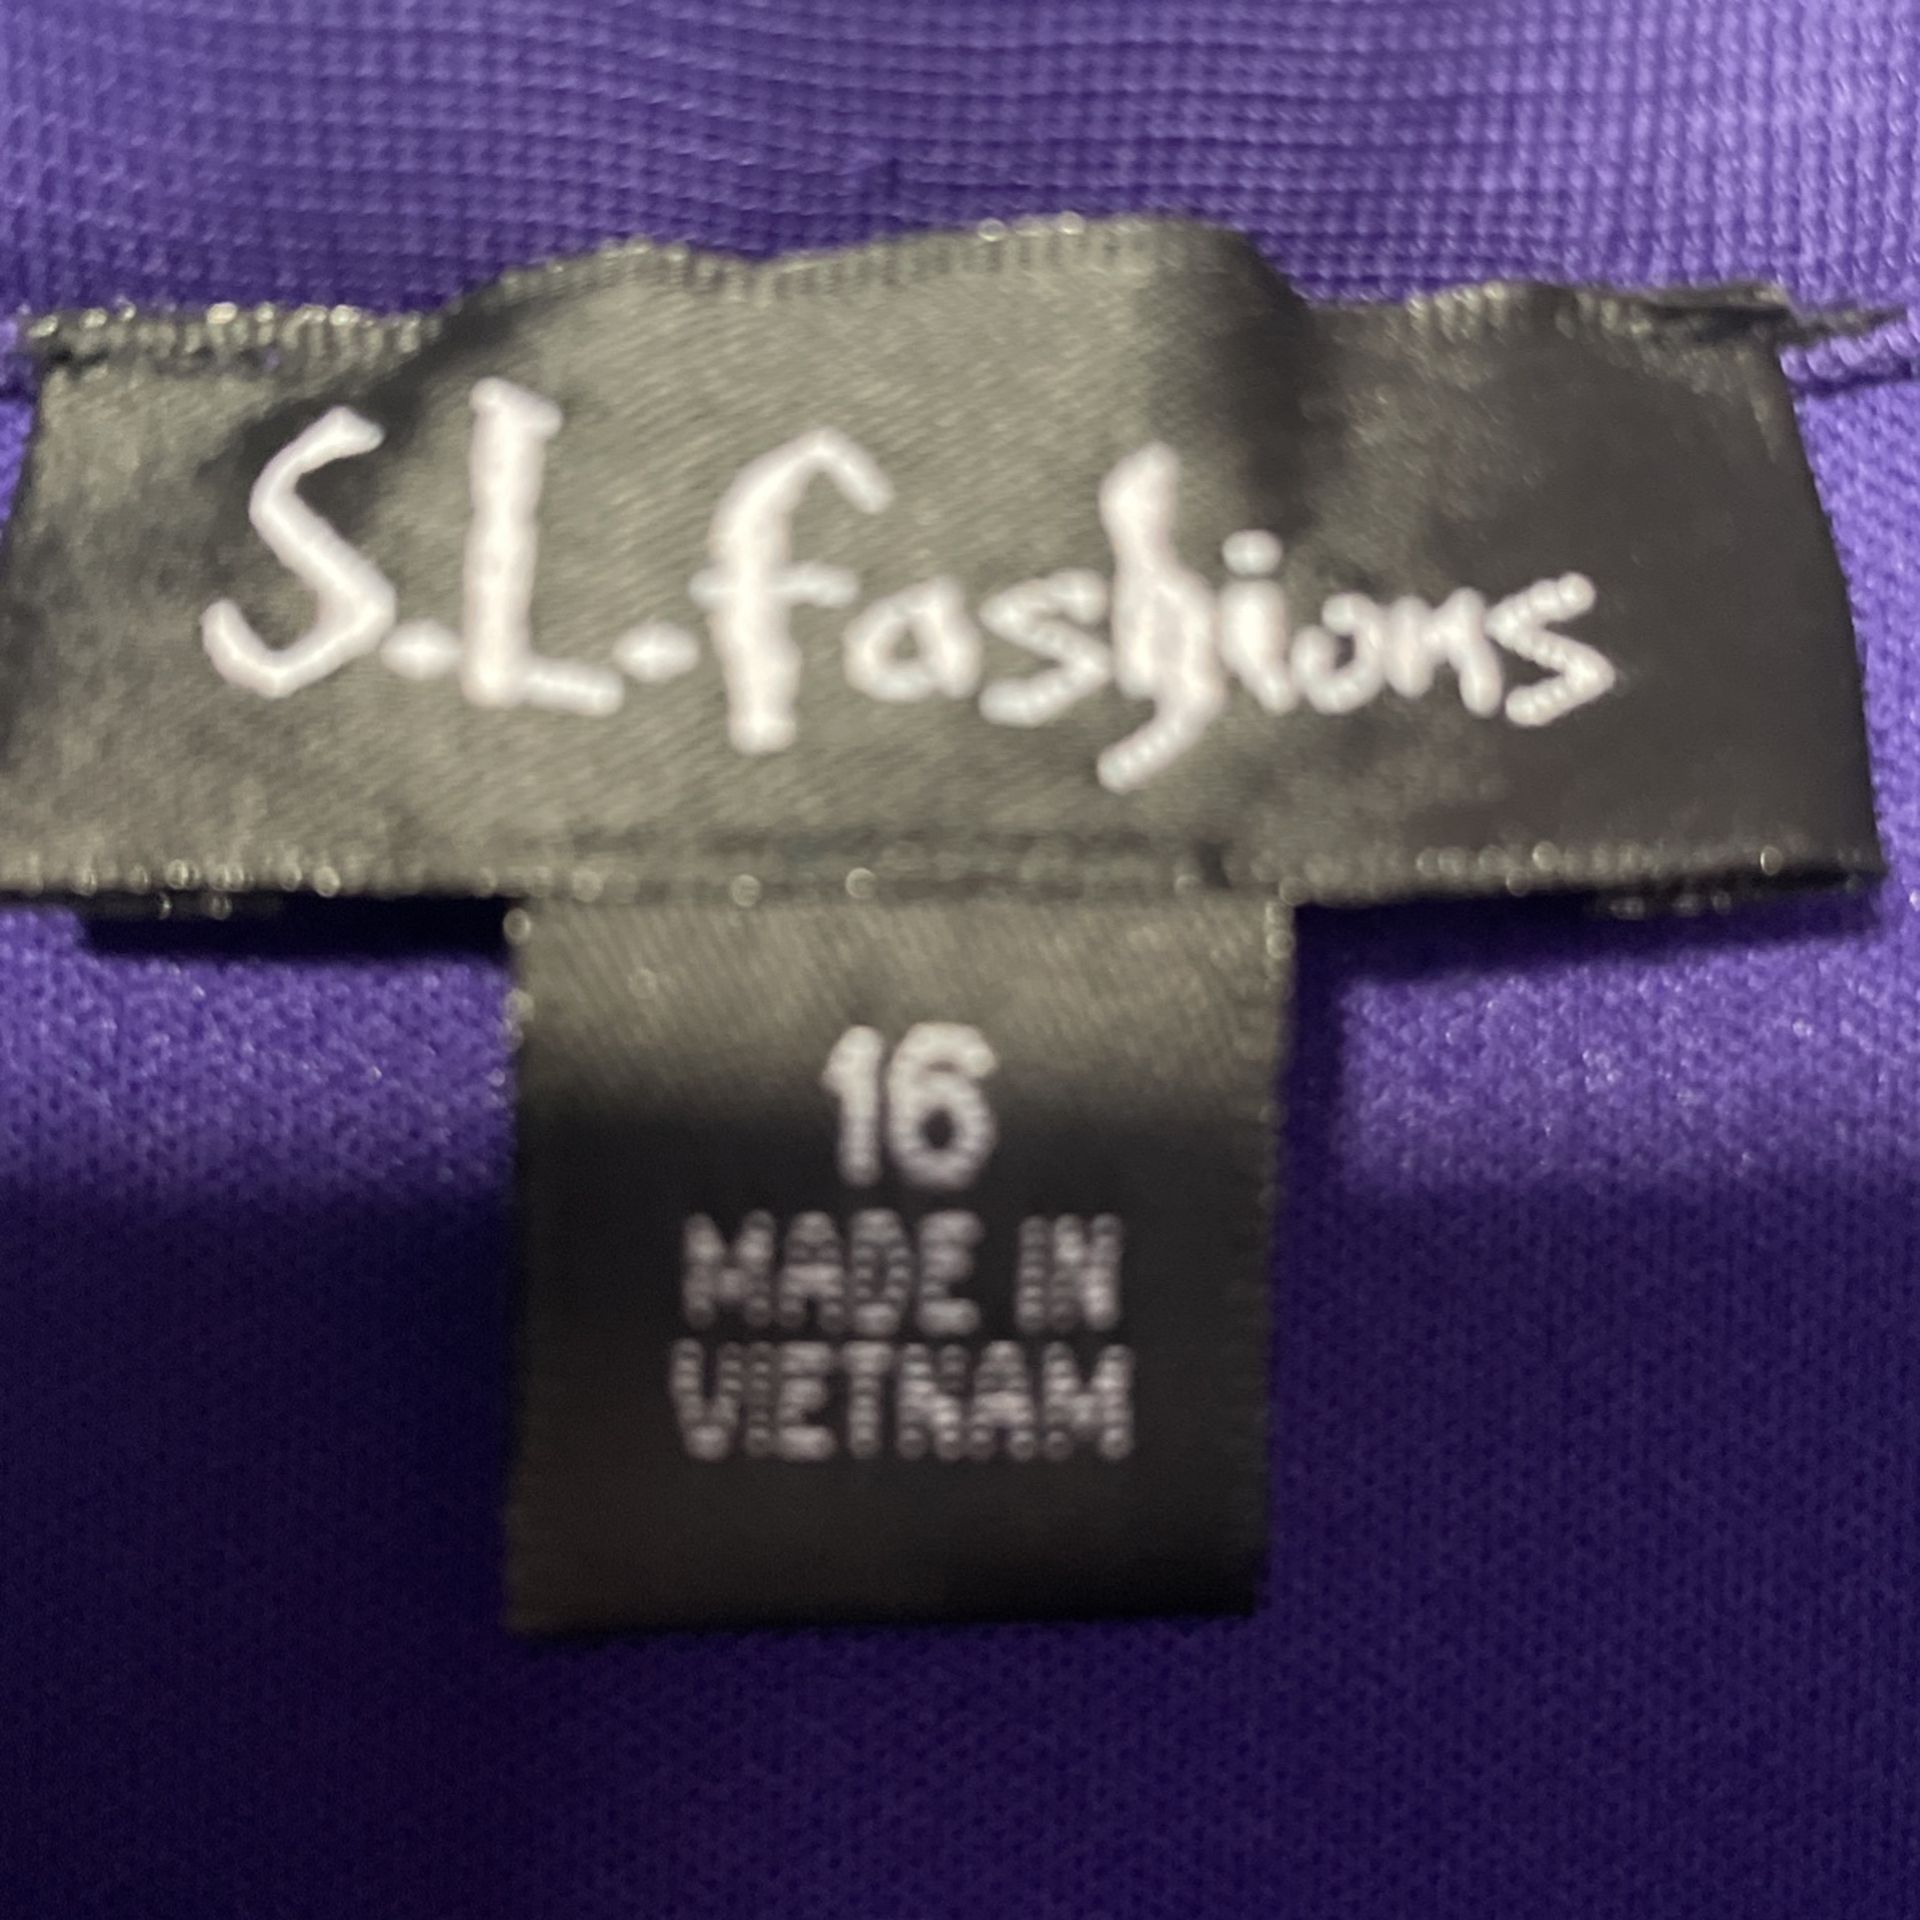 S.L. fashions
16
MADE IN
VIETNAM